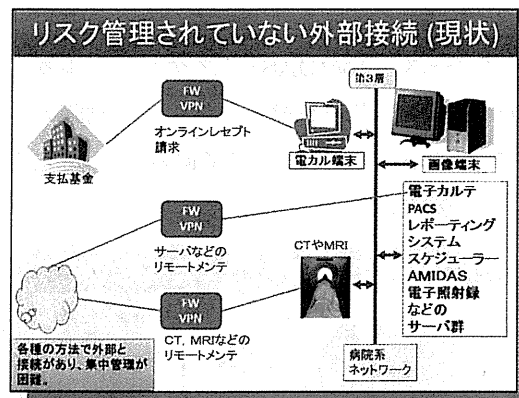 リスク管理されていない外部接続 (現状)
第3層
FW
VPN
オンラインレセプト
請求
支払基金
電カル端末
画像端末
FW
VPN
サーバなどの
リモートメンテ
CTやMRI
電子カルテ
PACS
レポーティング
システム
スケジューラー
AMIDAS
電子照射録
などの
サーバ群
FW
VPN
CT, MRIなどの
リモートメンテ
各種の方法で外部と
接続があり、集中管理が
困難。
病院系
ネットワーク